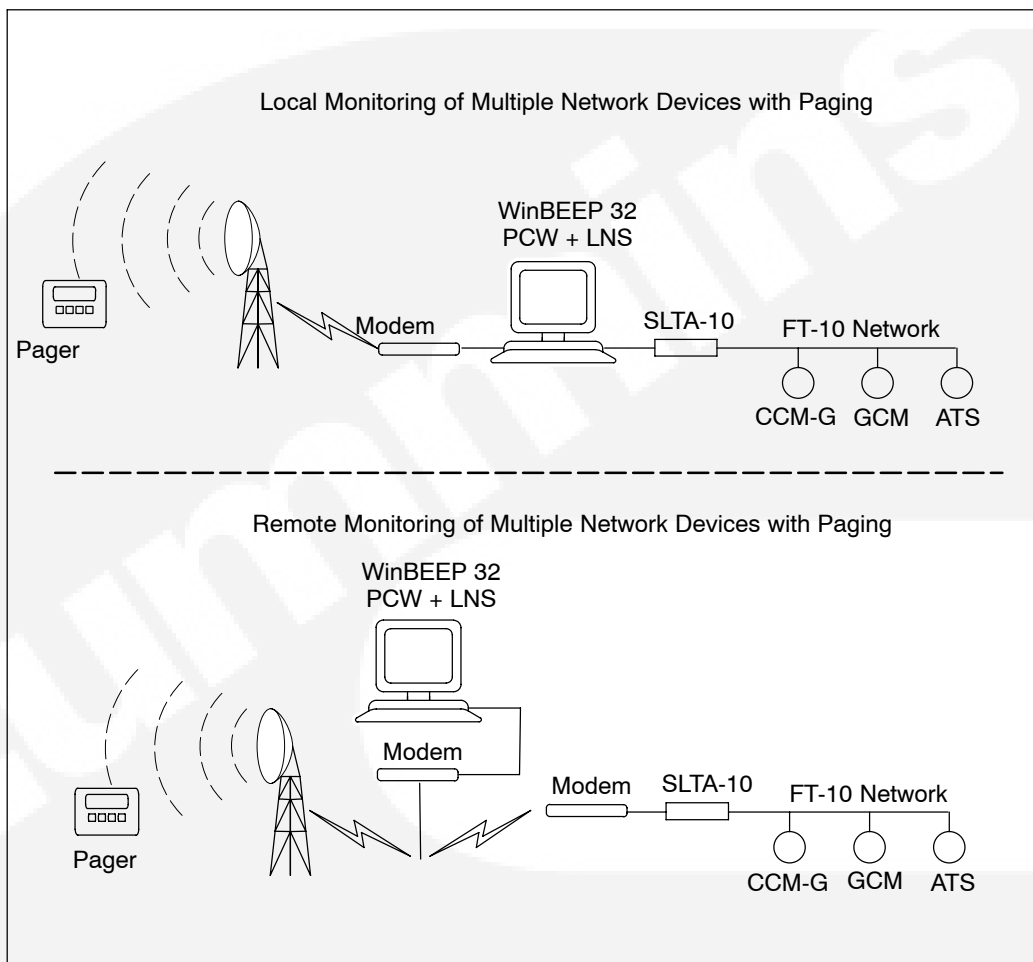 Local Monitoring of Multiple Network Devices with Paging
WinBEEP 32
PCW + LNS
SLTA-10
FT-10 Network
Modem
Pager
CCM-G GCM ATS
Remote Monitoring of Multiple Network Devices with Paging
WinBEEP 32
PCW + LNS
Modem
Modem
SLTA-10
FT-10 Network
Pager
CCM-G GCM ATS